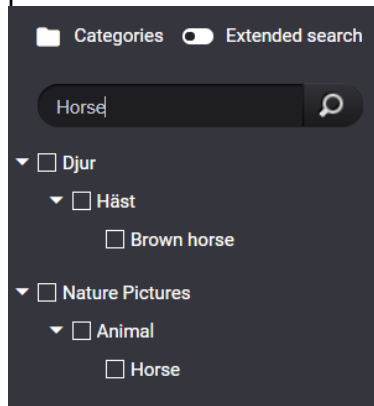 Categories Extended search
Horse
Djur
Häst
Brown horse
Nature Pictures
Animal
Horse